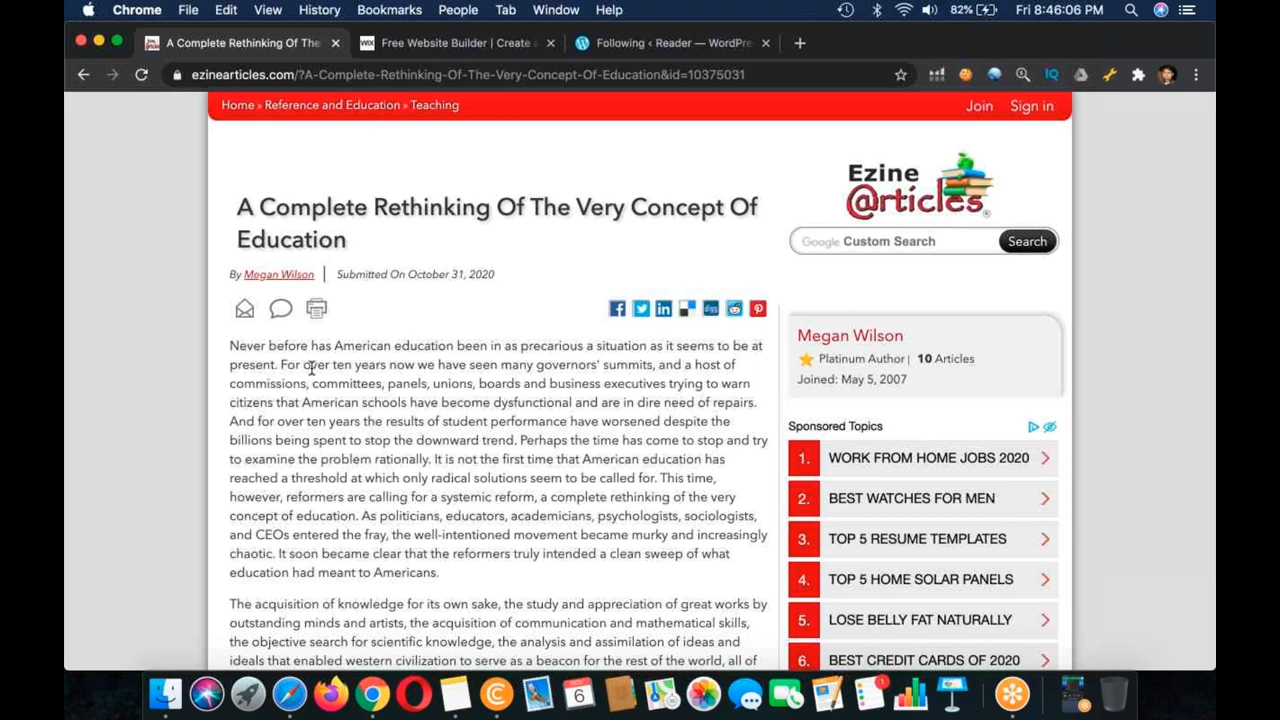 Chrome File Edit View History Bookmarks People Tab Window Help 82% Fri 8:46:06 PM
A Complete Rethinking Of The Free Website Builder | Create Following ‹ Reader — WordPre
ezinearticles.com/?A-Complete-Rethinking-Of-The-Very-Concept-Of-Education&id=10375031 IQ
Home » Reference and Education » Teaching Join Sign in
A Complete Rethinking Of The Very Concept Of
Education
By Megan Wilson | Submitted On October 31, 2020
Never before has American education been in as precarious a situation as it seems to be at
present. For over ten years now we have seen many governors' summits, and a host of
commissions, committees, panels, unions, boards and business executives trying to warn
citizens that American schools have become dysfunctional and are in dire need of repairs.
And for over ten years the results of student performance have worsened despite the
billions being spent to stop the downward trend. Perhaps the time has come to stop and try
to examine the problem rationally. It is not the first time that American education has
reached a threshold at which only radical solutions seem to be called for. This time,
however, reformers are calling for a systemic reform, a complete rethinking of the very
concept of education. As politicians, educators, academicians, psychologists, sociologists,
and CEOs entered the fray, the well-intentioned movement became murky and increasingly
chaotic. It soon became clear that the reformers truly intended a clean sweep of what
education had meant to Americans.
The acquisition of knowledge for its own sake, the study and appreciation of great works by
outstanding minds and artists, the acquisition of communication and mathematical skills,
the objective search for scientific knowledge, the analysis and assimilation of ideas and
ideals that enabled western civilization to serve as a beacon for the rest of the world, all of
Ezine
@rticles®
Google Custom Search Search
Megan Wilson
Platinum Author | 10 Articles
Joined: May 5, 2007
Sponsored Topics
1. WORK FROM HOME JOBS 2020
2. BEST WATCHES FOR MEN
3. TOP 5 RESUME TEMPLATES
4. TOP 5 HOME SOLAR PANELS
5. LOSE BELLY FAT NATURALLY
6. BEST CREDIT CARDS OF 2020
6
1